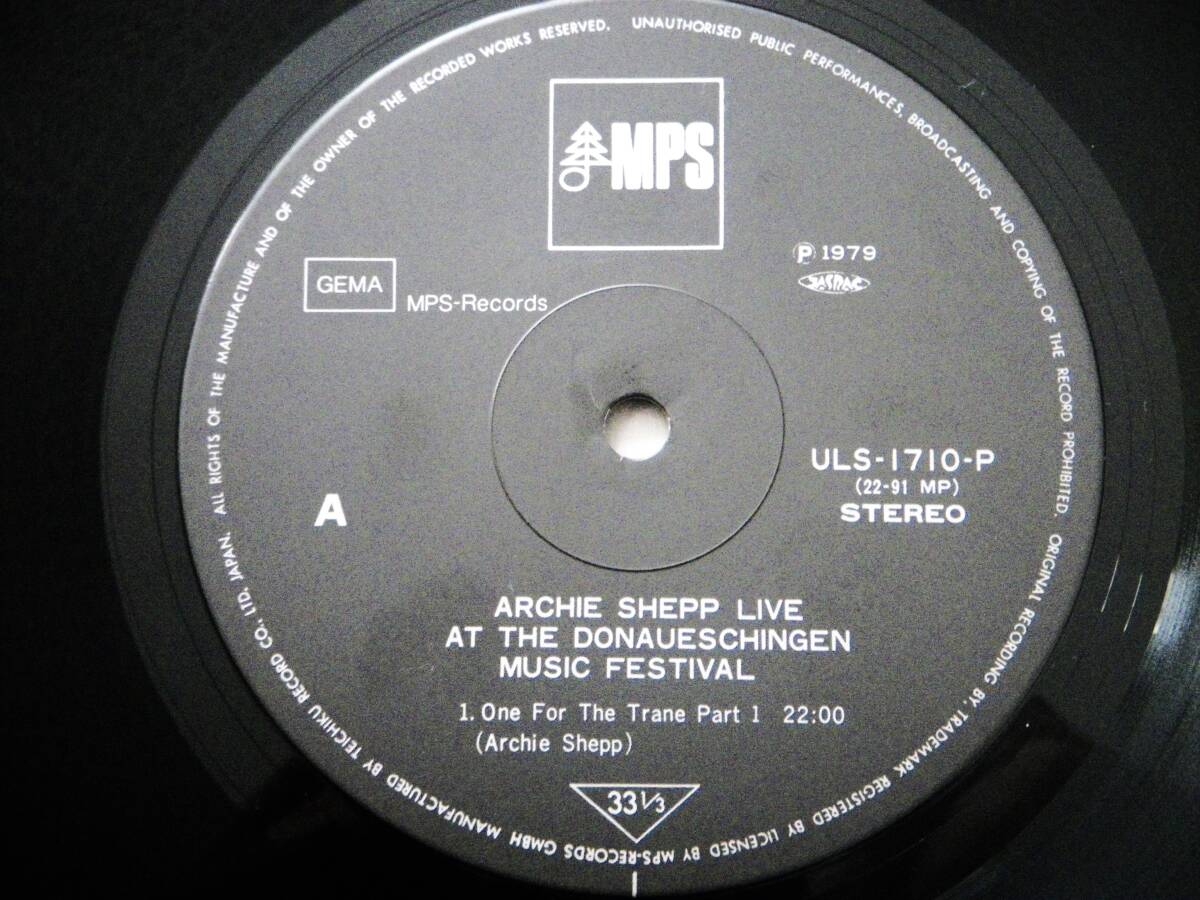 MPS
GEMA
MPS-Records
Ⓟ 1979
JASRAC
ULS-1710-P
(22-91 MP)
STEREO
A
ARCHIE SHEPP LIVE
AT THE DONAUESCHINGEN
MUSIC FESTIVAL
1. One For The Trane Part 1 22:00
(Archie Shepp)
33 1/3
ALL RIGHTS OF THE MANUFACTURE AND OF THE OWNER OF THE RECORDED WORKS RESERVED. UNAUTHORISED PUBLIC PERFORMANCES, BROADCASTING AND COPYING OF THE RECORD PROHIBITED. ORIGINAL RECORDING BY, TRADEMARK REGISTERED BY LICENSED BY MPS-RECORDS GMBH MANUFACTURED BY TEICHIKU RECORD CO., LTD, JAPAN.